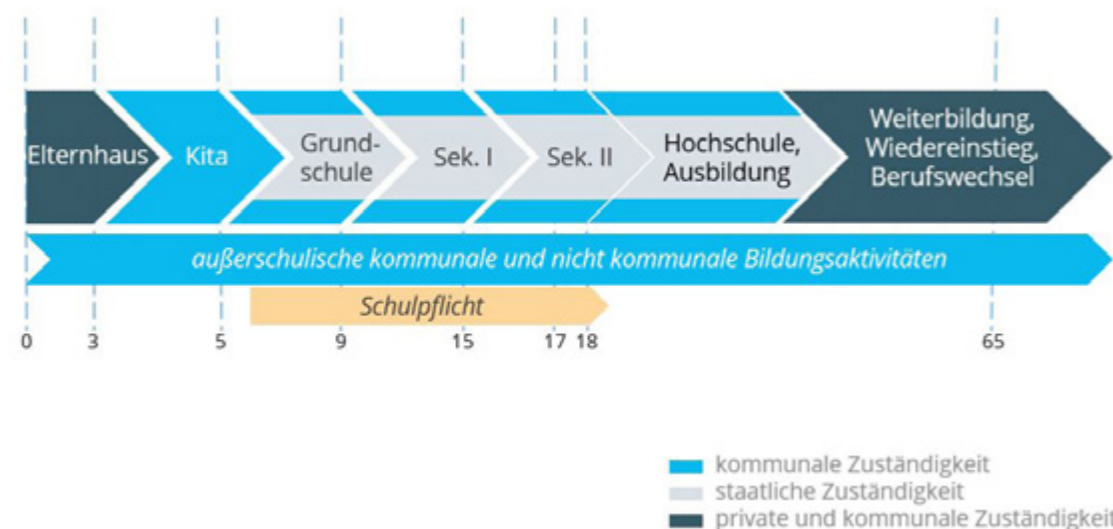 Elternhaus
Kita
Grund-
schule
Sek. I
Sek. II
Hochschule,
Ausbildung
Weiterbildung,
Wiedereinstieg,
Berufswechsel
außerschulische kommunale und nicht kommunale Bildungsaktivitäten
Schulpflicht
0 3 5 9 15 17 18 65
kommunale Zuständigkeit
staatliche Zuständigkeit
private und kommunale Zuständigkeit